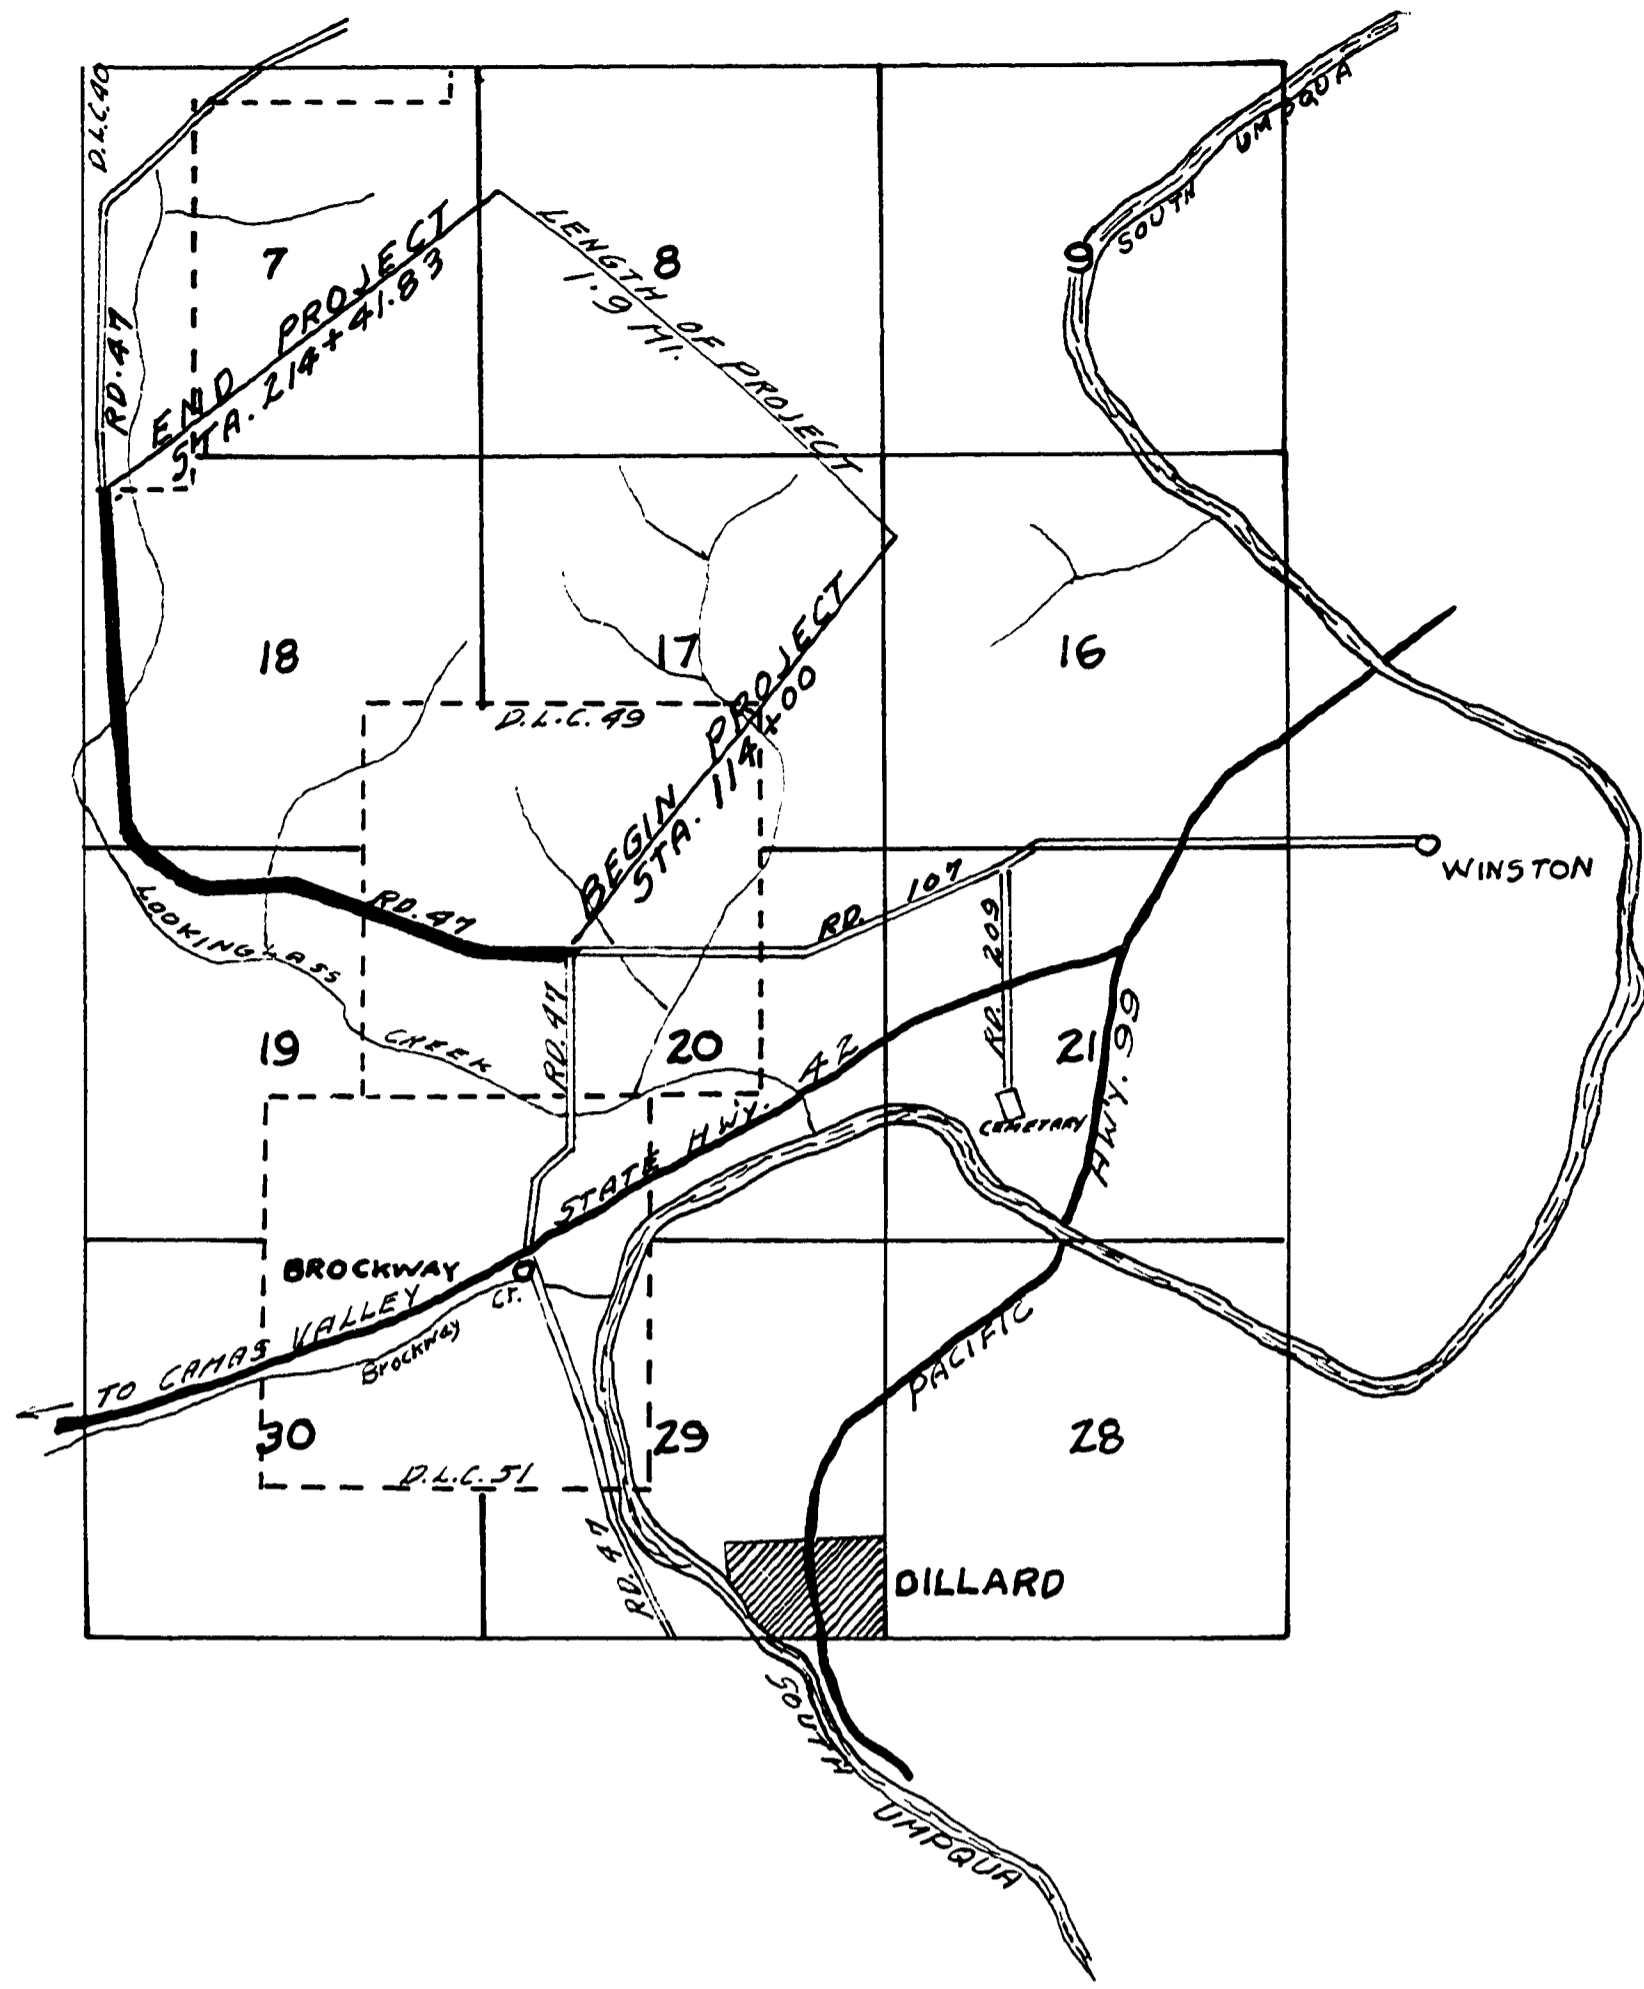 D.L.C. 40
SOUTH UMPQUA
7
8
9
RD. 47
END PROJECT
STA. 214+41.83
LENGTH OF PROJECT
1.9 MI.
18
17
16
D.L.C. 49
BEGIN PROJECT
STA. 114+00
WINSTON
RD. 47
RD. 107
RD. 209
LOOKINGLASS CREEK
RD. 47
19
20
21
STATE HWY. 42
CEMETARY
PACIFIC HWY. 99
BROCKWAY
TO CAMAS VALLEY
Brockway Cr.
30
29
28
D.L.C. 51
RD. 47
DILLARD
SOUTH UMPQUA